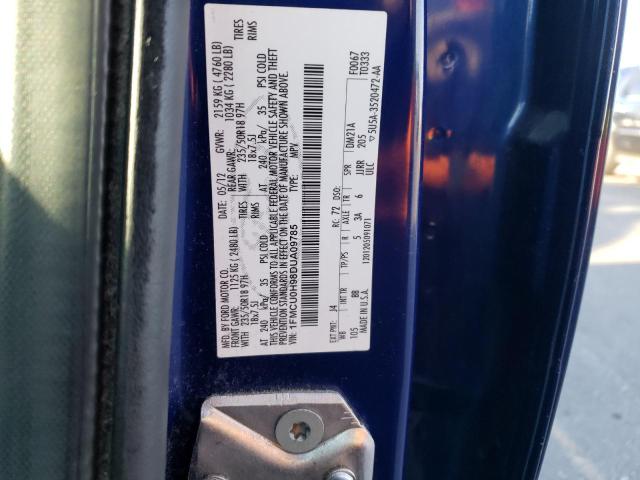 MFD. BY FORD MOTOR CO.
DATE: 05/12 GVWR: 2159 KG ( 4760 LB)
FRONT GAWR: 1125 KG ( 2480 LB) REAR GAWR: 1034 KG ( 2280 LB)
WITH 235/50R18 97H TIRES WITH 235/50R18 97H TIRES
18x7.5J RIMS 18x7.5J RIMS
AT 240 kPa/ 35 PSI COLD AT 240 kPa/ 35 PSI COLD
THIS VEHICLE CONFORMS TO ALL APPLICABLE FEDERAL MOTOR VEHICLE SAFETY AND THEFT
PREVENTION STANDARDS IN EFFECT ON THE DATE OF MANUFACTURE SHOWN ABOVE.
VIN: 1FMCU0H98DUA09785 TYPE: MPV
F0067
T0333
EXT PNT: J4 RC: 72 DSO:
WB INT TR TP/PS R AXLE TR SPR DM21A
105 BB 5 3A 6 JJRR 205
MADE IN U.S.A. ULC
1201205091071 5U5A-3520472-AA